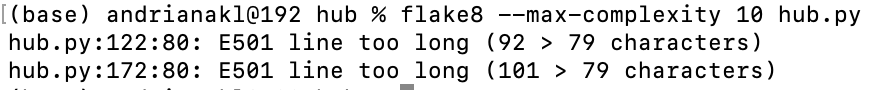 (base) andrianakl@192 hub % flake8 --max-complexity 10 hub.py
hub.py:122:80: E501 line too long (92 > 79 characters)
hub.py:172:80: E501 line too long (101 > 79 characters)